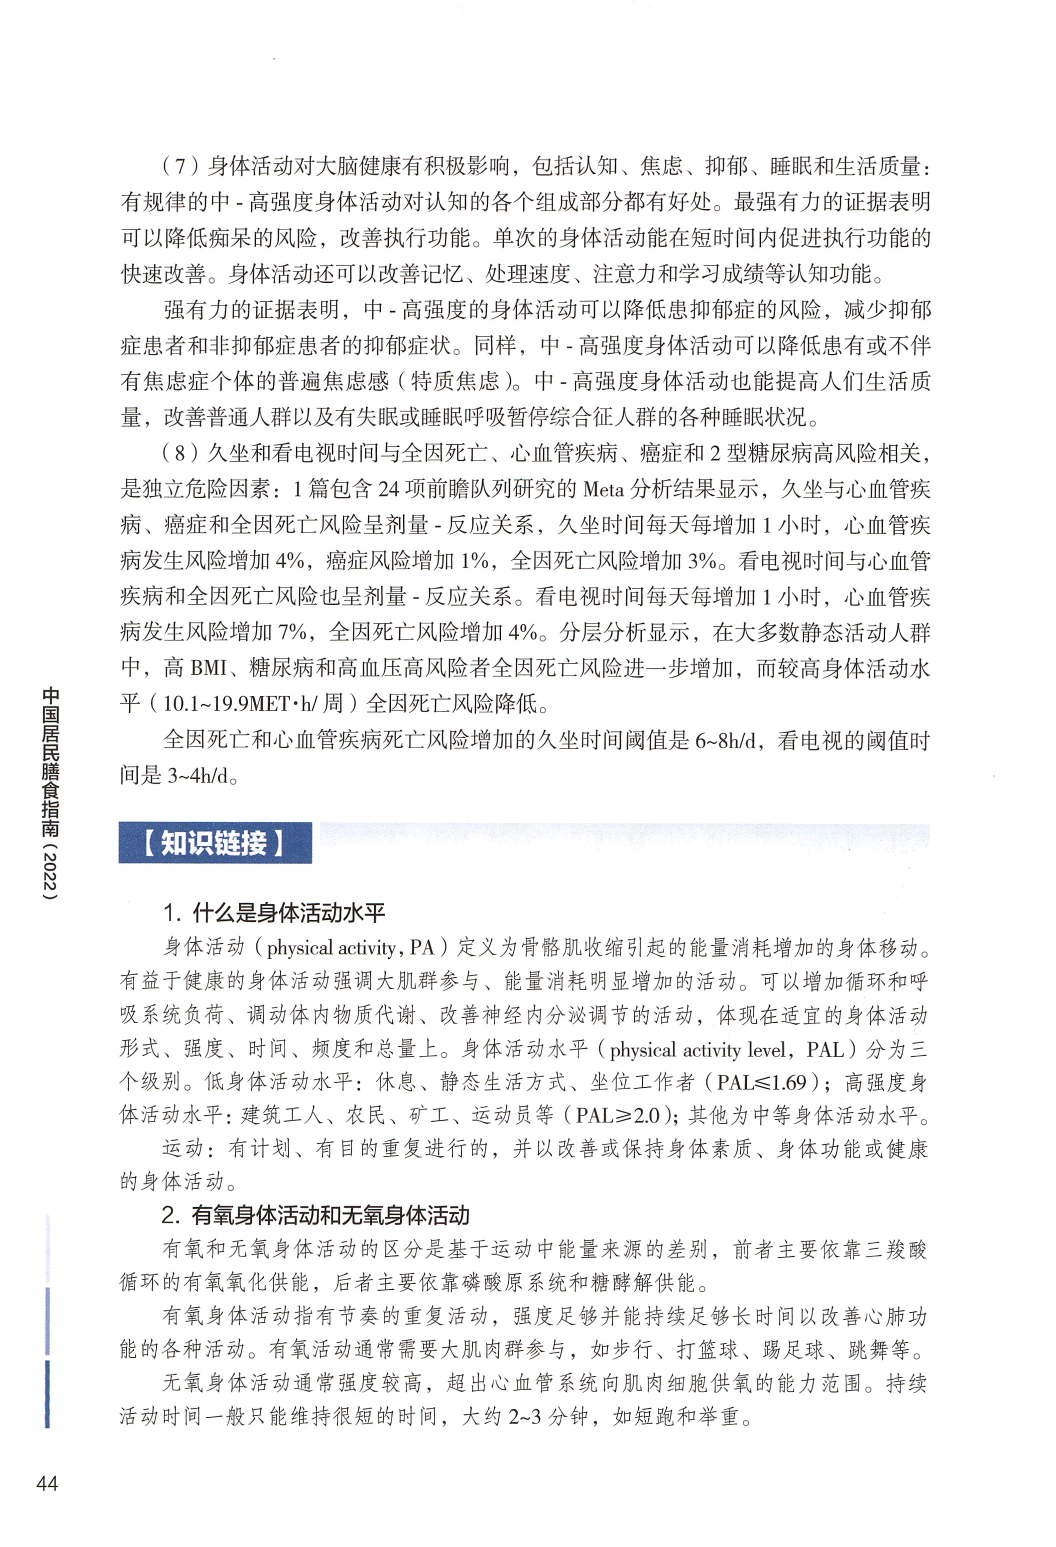 （7）身体活动对大脑健康有积极影响，包括认知、焦虑、抑郁、睡眠和生活质量：
有规律的中 - 高强度身体活动对认知的各个组成部分都有好处。最强有力的证据表明
可以降低痴呆的风险，改善执行功能。单次的身体活动能在短时间内促进执行功能的
快速改善。身体活动还可以改善记忆、处理速度、注意力和学习成绩等认知功能。
强有力的证据表明，中 - 高强度的身体活动可以降低患抑郁症的风险，减少抑郁
症患者和非抑郁症患者的抑郁症状。同样，中 - 高强度身体活动可以降低患有或不伴
有焦虑症个体的普遍焦虑感（特质焦虑）。中 - 高强度身体活动也能提高人们生活质
量，改善普通人群以及有失眠或睡眠呼吸暂停综合征人群的各种睡眠状况。
（8）久坐和看电视时间与全因死亡、心血管疾病、癌症和 2 型糖尿病高风险相关，
是独立危险因素：1 篇包含 24 项前瞻队列研究的 Meta 分析结果显示，久坐与心血管疾
病、癌症和全因死亡风险呈剂量 - 反应关系，久坐时间每天每增加 1 小时，心血管疾
病发生风险增加 4%，癌症风险增加 1%，全因死亡风险增加 3%。看电视时间与心血管
疾病和全因死亡风险也呈剂量 - 反应关系。看电视时间每天每增加 1 小时，心血管疾
病发生风险增加 7%，全因死亡风险增加 4%。分层分析显示，在大多数静态活动人群
中，高 BMI、糖尿病和高血压高风险者全因死亡风险进一步增加，而较高身体活动水
平（10.1~19.9MET·h/ 周）全因死亡风险降低。
全因死亡和心血管疾病死亡风险增加的久坐时间阈值是 6~8h/d，看电视的阈值时
间是 3~4h/d。
【知识链接】
1. 什么是身体活动水平
身体活动（physical activity，PA）定义为骨骼肌收缩引起的能量消耗增加的身体移动。
有益于健康的身体活动强调大肌群参与、能量消耗明显增加的活动。可以增加循环和呼
吸系统负荷、调动体内物质代谢、改善神经内分泌调节的活动，体现在适宜的身体活动
形式、强度、时间、频度和总量上。身体活动水平（physical activity level，PAL）分为三
个级别。低身体活动水平：休息、静态生活方式、坐位工作者（PAL≤1.69）；高强度身
体活动水平：建筑工人、农民、矿工、运动员等（PAL≥2.0）；其他为中等身体活动水平。
运动：有计划、有目的重复进行的，并以改善或保持身体素质、身体功能或健康
的身体活动。
2. 有氧身体活动和无氧身体活动
有氧和无氧身体活动的区分是基于运动中能量来源的差别，前者主要依靠三羧酸
循环的有氧氧化供能，后者主要依靠磷酸原系统和糖酵解供能。
有氧身体活动指有节奏的重复活动，强度足够并能持续足够长时间以改善心肺功
能的各种活动。有氧活动通常需要大肌肉群参与，如步行、打篮球、踢足球、跳舞等。
无氧身体活动通常强度较高，超出心血管系统向肌肉细胞供氧的能力范围。持续
活动时间一般只能维持很短的时间，大约 2~3 分钟，如短跑和举重。
中国居民膳食指南（2022）
44